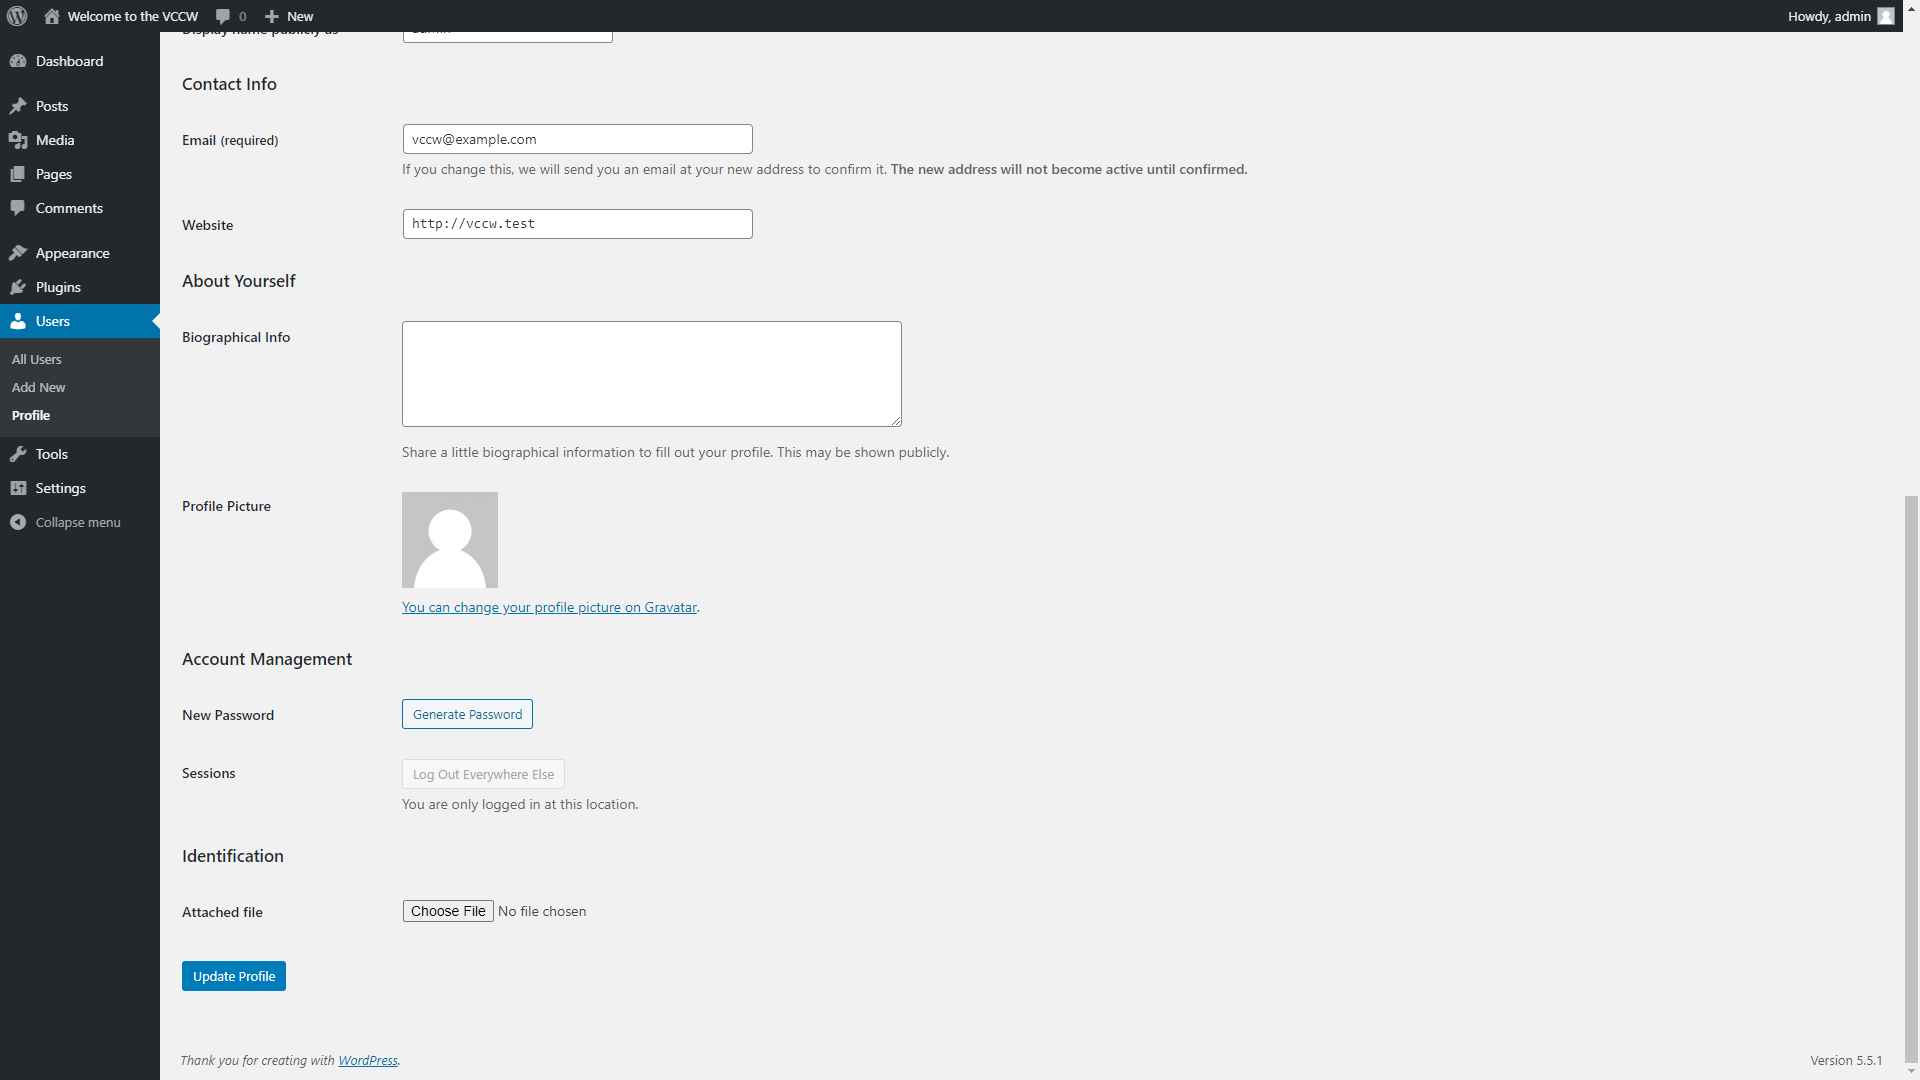 Welcome to the VCCW 0 New Howdy, admin
Display name publicly as admin
Dashboard
Posts
Media
Pages
Comments
Appearance
Plugins
Users
All Users
Add New
Profile
Tools
Settings
Collapse menu
Contact Info
Email (required) vccw@example.com
If you change this, we will send you an email at your new address to confirm it. The new address will not become active until confirmed.
Website http://vccw.test
About Yourself
Biographical Info
Share a little biographical information to fill out your profile. This may be shown publicly.
Profile Picture
You can change your profile picture on Gravatar.
Account Management
New Password Generate Password
Sessions Log Out Everywhere Else
You are only logged in at this location.
Identification
Attached file Choose File No file chosen
Update Profile
Thank you for creating with WordPress. Version 5.5.1